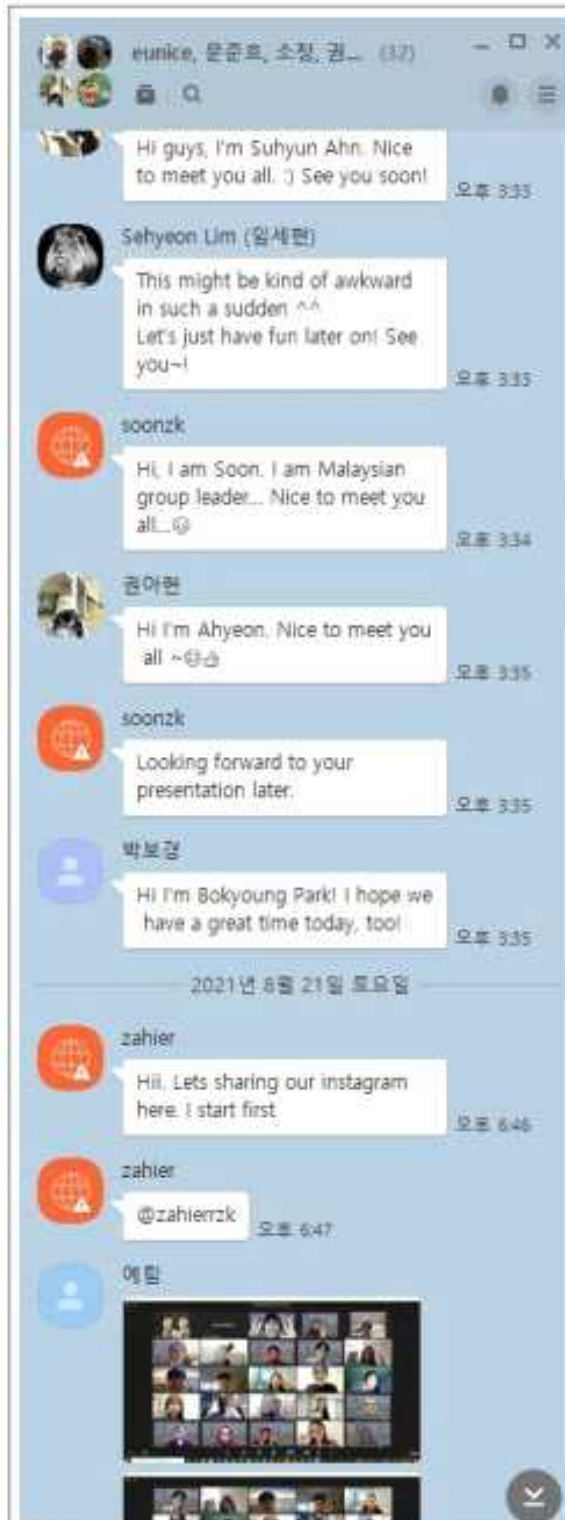 eunice, 문준호, 소정, 권... (32)
Hi guys, I'm Suhyun Ahn. Nice
to meet you all. :) See you soon!
오후 3:33
Sehyeon Lim (임세현)
This might be kind of awkward
in such a sudden ^^
Let's just have fun later on! See
you~!
오후 3:33
soonzk
Hi, I am Soon. I am Malaysian
group leader... Nice to meet you
all...😊
오후 3:34
권아현
Hi I'm Ahyeon. Nice to meet you
all ~😊👍
오후 3:35
soonzk
Looking forward to your
presentation later.
오후 3:35
박보경
Hi I'm Bokyoung Park! I hope we
have a great time today, too!
오후 3:35
2021년 8월 21일 토요일
zahier
Hii. Lets sharing our instagram
here. I start first
오후 6:46
zahier
@zahierrzk
오후 6:47
예림